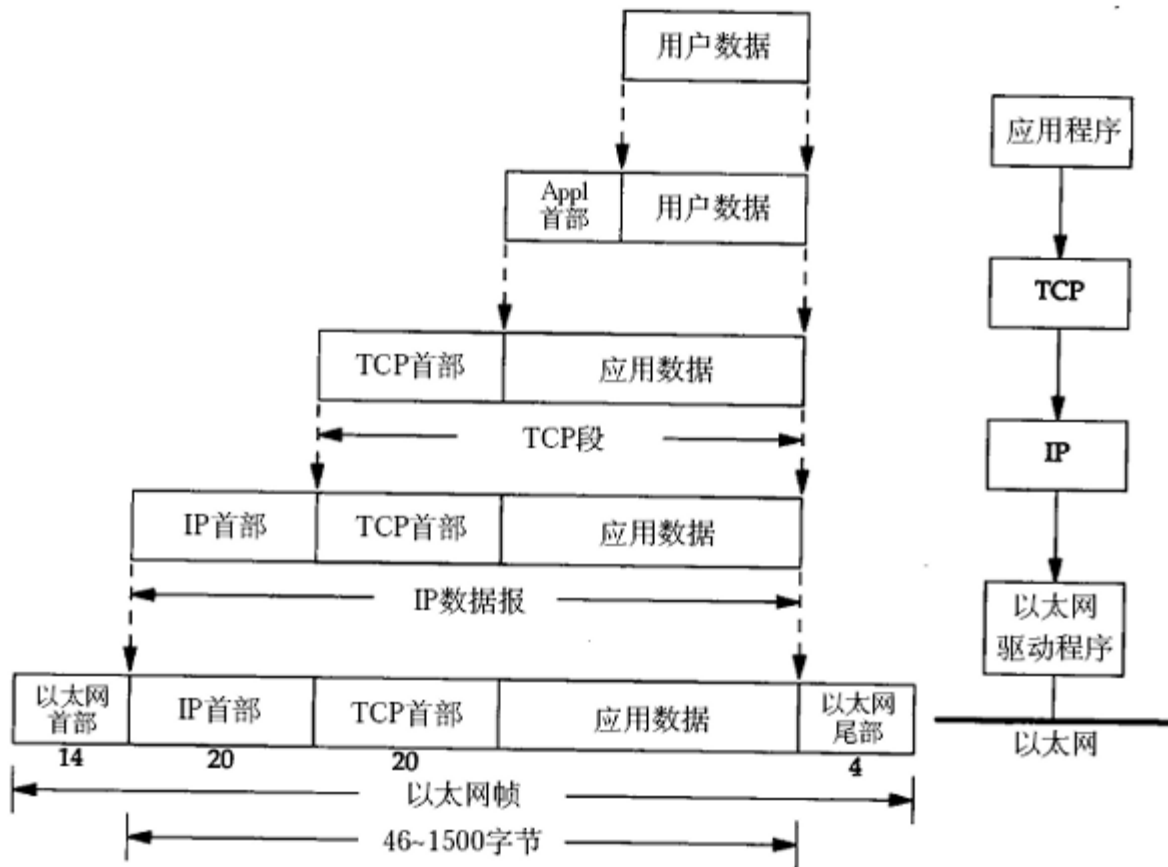 用户数据
应用程序
Appl
首部
用户数据
TCP
TCP首部
应用数据
TCP段
IP
IP首部
TCP首部
应用数据
IP数据报
以太网
驱动程序
以太网
首部
IP首部
TCP首部
应用数据
以太网
尾部
以太网
14
20
20
4
以太网帧
46~1500字节